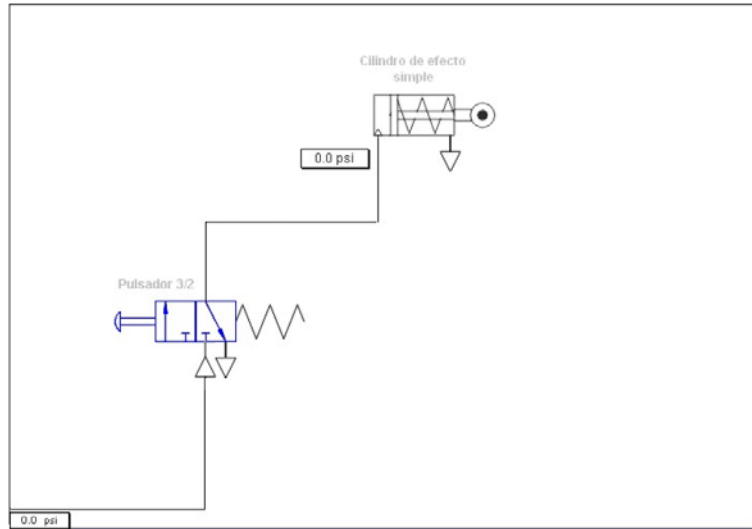 Cilindro de efecto
simple
0.0 psi
Pulsador 3/2
0.0 psi